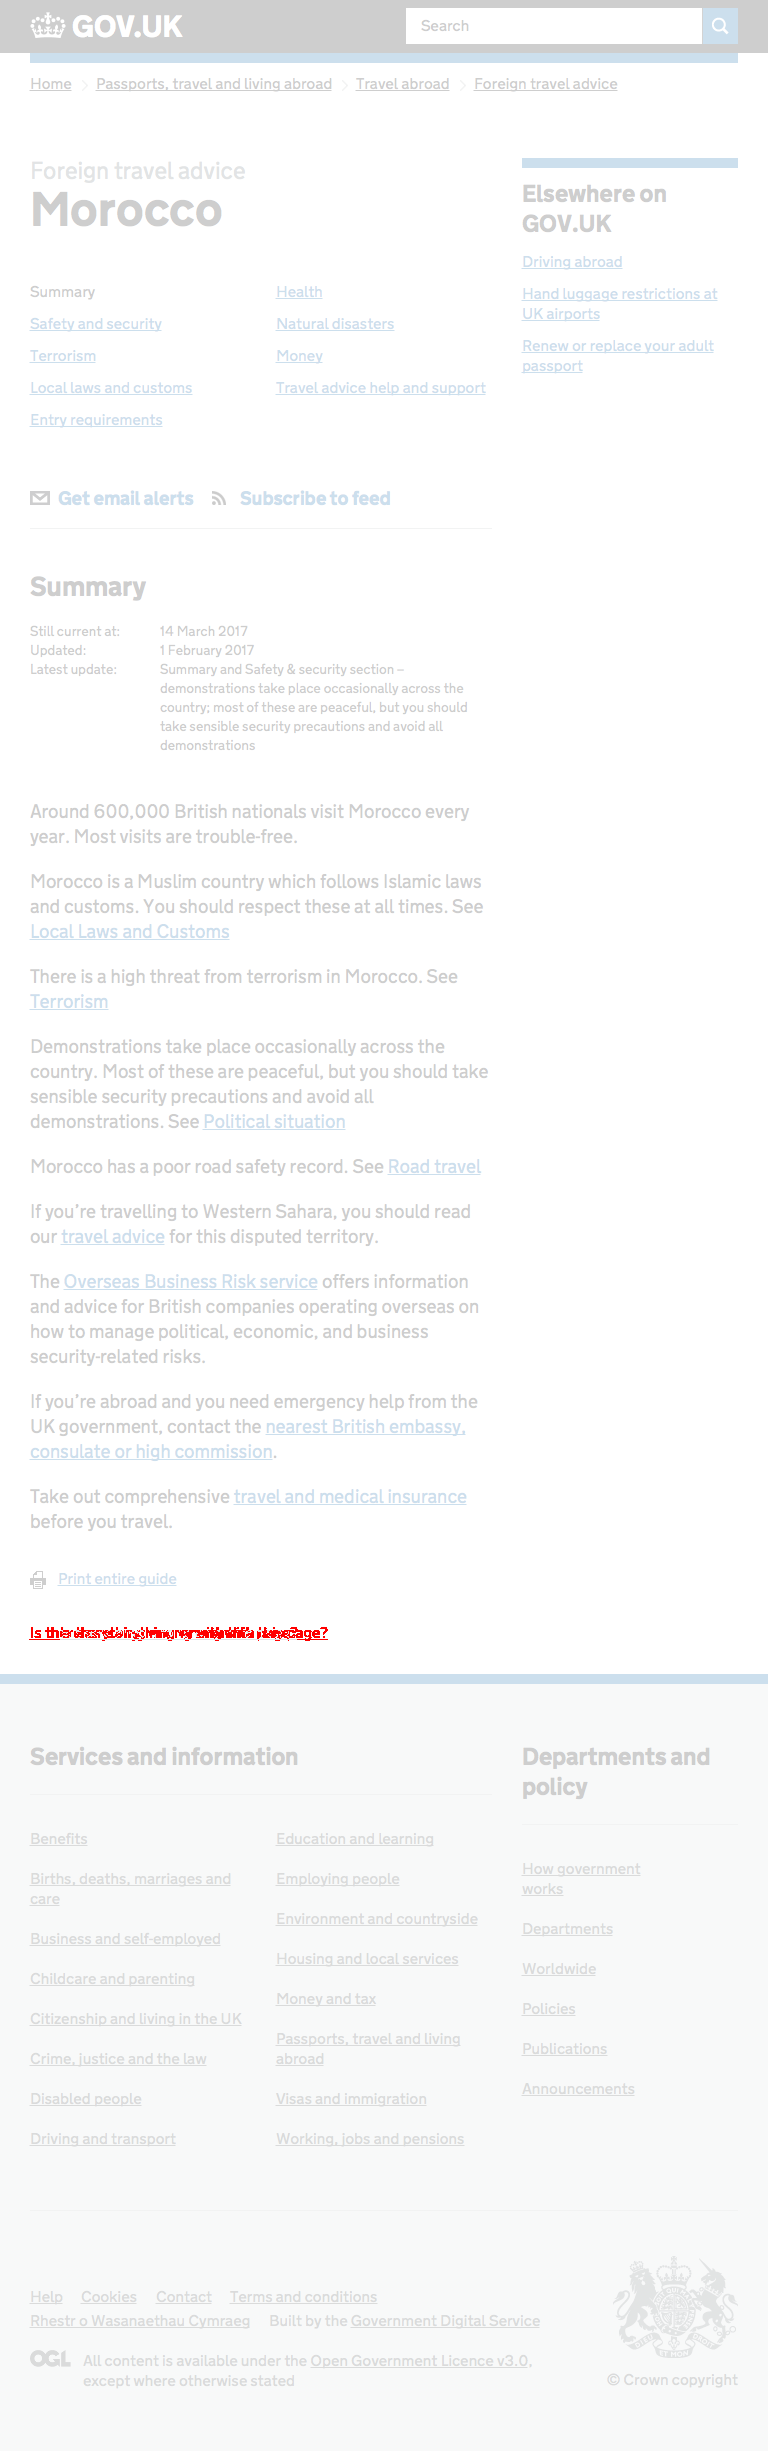 GOV.UK
Search
Home
Passports, travel and living abroad
Travel abroad
Foreign travel advice
Foreign travel advice
Morocco
Summary
Safety and security
Terrorism
Local laws and customs
Entry requirements
Health
Natural disasters
Money
Travel advice help and support
Get email alerts
Subscribe to feed
Elsewhere on
GOV.UK
Driving abroad
Hand luggage restrictions at
UK airports
Renew or replace your adult
passport
Summary
Still current at: 14 March 2017
Updated: 1 February 2017
Latest update: Summary and Safety & security section –
demonstrations take place occasionally across the
country; most of these are peaceful, but you should
take sensible security precautions and avoid all
demonstrations
Around 600,000 British nationals visit Morocco every
year. Most visits are trouble-free.
Morocco is a Muslim country which follows Islamic laws
and customs. You should respect these at all times. See
Local Laws and Customs
There is a high threat from terrorism in Morocco. See
Terrorism
Demonstrations take place occasionally across the
country. Most of these are peaceful, but you should take
sensible security precautions and avoid all
demonstrations. See Political situation
Morocco has a poor road safety record. See Road travel
If you’re travelling to Western Sahara, you should read
our travel advice for this disputed territory.
The Overseas Business Risk service offers information
and advice for British companies operating overseas on
how to manage political, economic, and business
security-related risks.
If you’re abroad and you need emergency help from the
UK government, contact the nearest British embassy,
consulate or high commission.
Take out comprehensive travel and medical insurance
before you travel.
Print entire guide
Services and information
Benefits
Births, deaths, marriages and
care
Business and self-employed
Childcare and parenting
Citizenship and living in the UK
Crime, justice and the law
Disabled people
Driving and transport
Education and learning
Employing people
Environment and countryside
Housing and local services
Money and tax
Passports, travel and living
abroad
Visas and immigration
Working, jobs and pensions
Departments and
policy
How government
works
Departments
Worldwide
Policies
Publications
Announcements
Help
Cookies
Contact
Terms and conditions
Rhestr o Wasanaethau Cymraeg
Built by the Government Digital Service
OGL
All content is available under the Open Government Licence v3.0,
except where otherwise stated
© Crown copyright